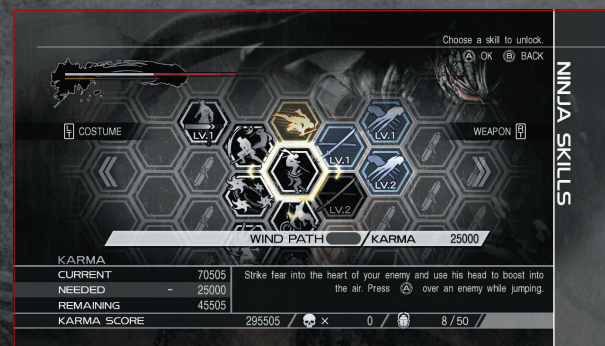 Choose a skill to unlock.
Ⓐ OK Ⓑ BACK
NINJA SKILLS
LT COSTUME
WEAPON RT
LV.1
LV.1
LV.1
LV.2
LV.2
WIND PATH / KARMA 25000
KARMA
CURRENT 70505
NEEDED - 25000
REMAINING 45505
Strike fear into the heart of your enemy and use his head to boost into
the air. Press Ⓐ over an enemy while jumping.
KARMA SCORE 295505 / × 0 / 8 / 50 /